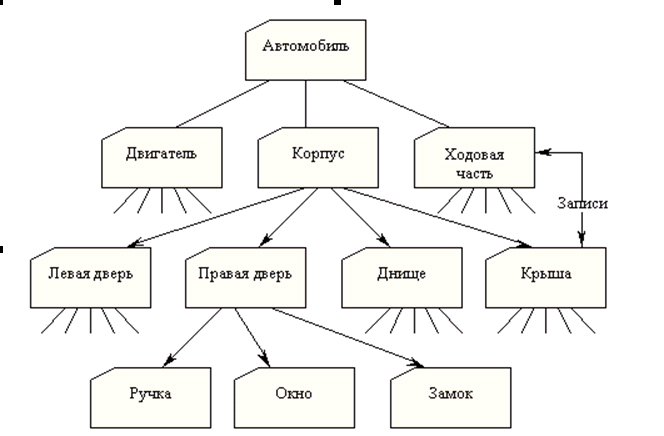 Автомобиль
Двигатель
Корпус
Ходовая
часть
Записи
Левая дверь
Правая дверь
Днище
Крыша
Ручка
Окно
Замок